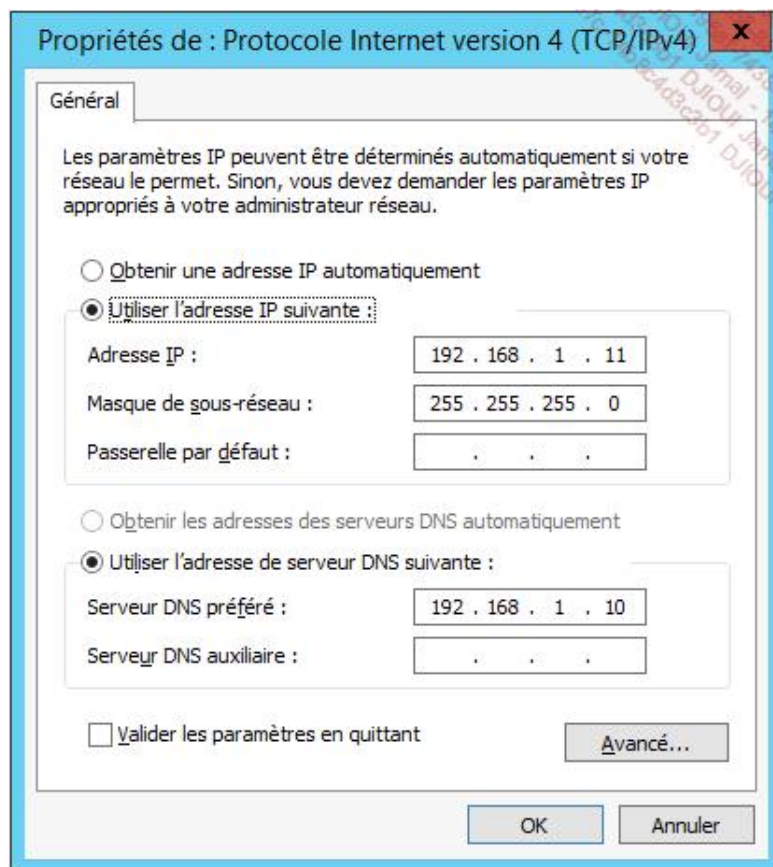 Propriétés de : Protocole Internet version 4 (TCP/IPv4)
x
Général
Les paramètres IP peuvent être déterminés automatiquement si votre
réseau le permet. Sinon, vous devez demander les paramètres IP
appropriés à votre administrateur réseau.
Obtenir une adresse IP automatiquement
Utiliser l'adresse IP suivante :
Adresse IP : 192 . 168 . 1 . 11
Masque de sous-réseau : 255 . 255 . 255 . 0
Passerelle par défaut : . . .
Obtenir les adresses des serveurs DNS automatiquement
Utiliser l'adresse de serveur DNS suivante :
Serveur DNS préféré : 192 . 168 . 1 . 10
Serveur DNS auxiliaire : . . .
Valider les paramètres en quittant
Avancé...
OK Annuler